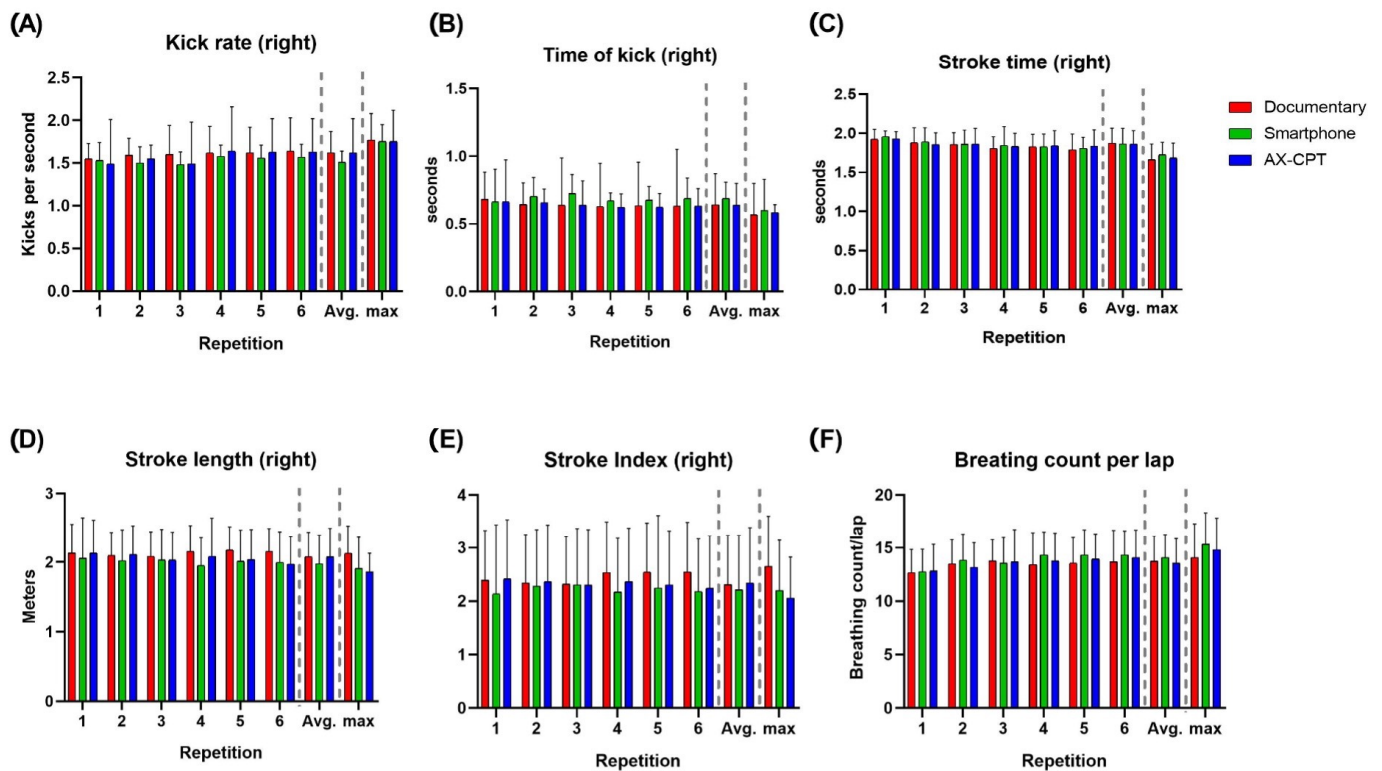 (A)
Kick rate (right)
Kicks per second
2.5
2.0
1.5
1.0
0.5
0.0
1 2 3 4 5 6 Avg. max
Repetition
(B)
Time of kick (right)
seconds
1.5
1.0
0.5
0.0
1 2 3 4 5 6 Avg. max
Repetition
(C)
Stroke time (right)
seconds
2.5
2.0
1.5
1.0
0.5
0.0
1 2 3 4 5 6 Avg. max
Repetition
Documentary
Smartphone
AX-CPT
(D)
Stroke length (right)
Meters
3
2
1
0
1 2 3 4 5 6 Avg. max
Repetition
(E)
Stroke Index (right)
4
3
2
1
0
1 2 3 4 5 6 Avg. max
Repetition
(F)
Breating count per lap
Breathing count/lap
20
15
10
5
0
1 2 3 4 5 6 Avg. max
Repetition